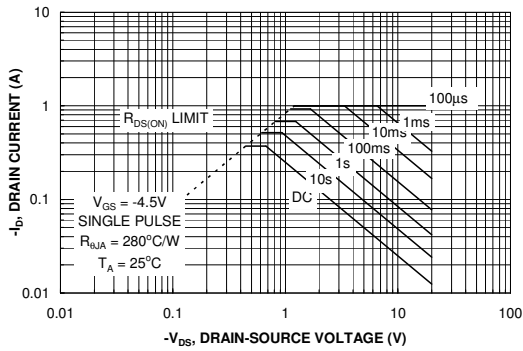 10
1
0.1
0.01
-I_D, DRAIN CURRENT (A)
R_DS(ON) LIMIT
V_GS = -4.5V
SINGLE PULSE
R_θJA = 280°C/W
T_A = 25°C
100µs
1ms
10ms
100ms
1s
10s
DC
0.01
0.1
1
10
100
-V_DS, DRAIN-SOURCE VOLTAGE (V)